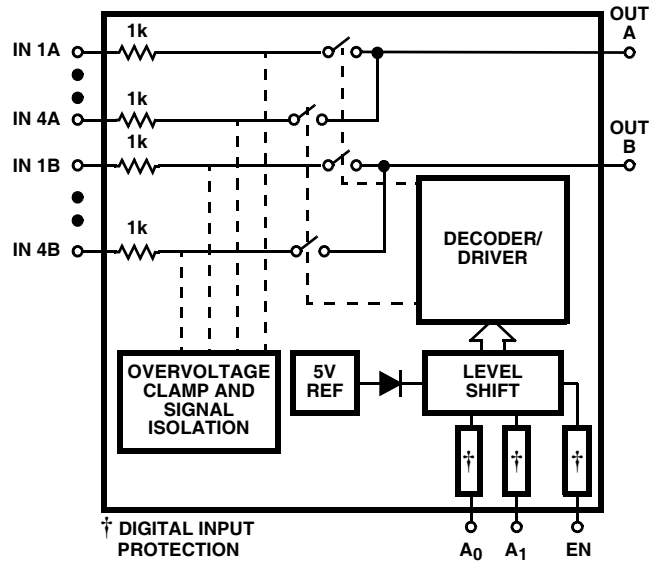 OUT
A
IN 1A
1k
IN 4A
1k
OUT
B
IN 1B
1k
IN 4B
1k
DECODER/
DRIVER
OVERVOLTAGE
CLAMP AND
SIGNAL
ISOLATION
5V
REF
LEVEL
SHIFT
†
†
†
† DIGITAL INPUT
PROTECTION
A0
A1
EN